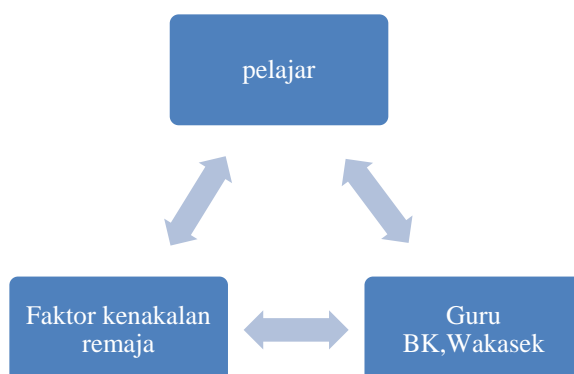 pelajar
Faktor kenakalan
remaja
Guru
BK,Wakasek